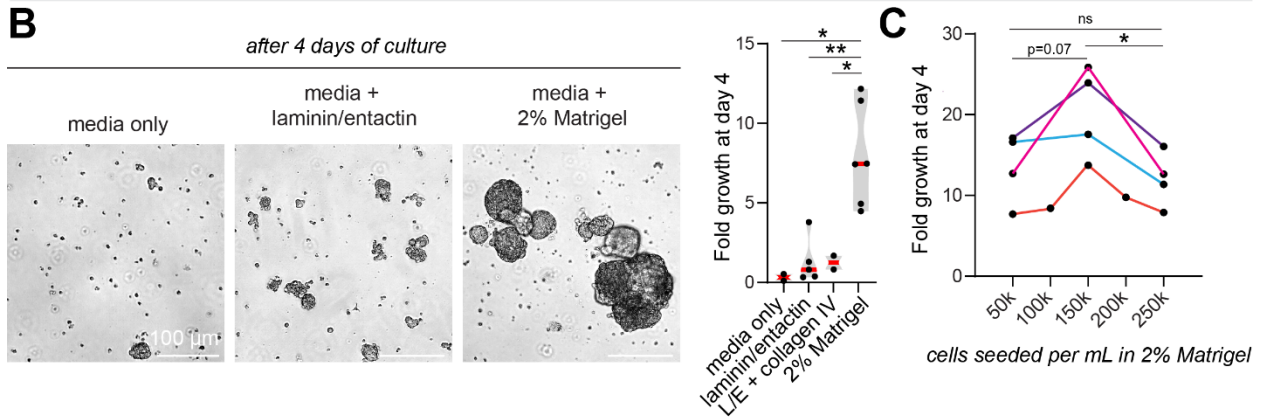 B
after 4 days of culture
media only
media +
laminin/entactin
media +
2% Matrigel
100 µm
Fold growth at day 4
15
10
5
0
*
**
*
media only
laminin/entactin
L/E + collagen IV
2% Matrigel
C
Fold growth at day 4
30
20
10
0
ns
p=0.07
*
50k
100k
150k
200k
250k
cells seeded per mL in 2% Matrigel